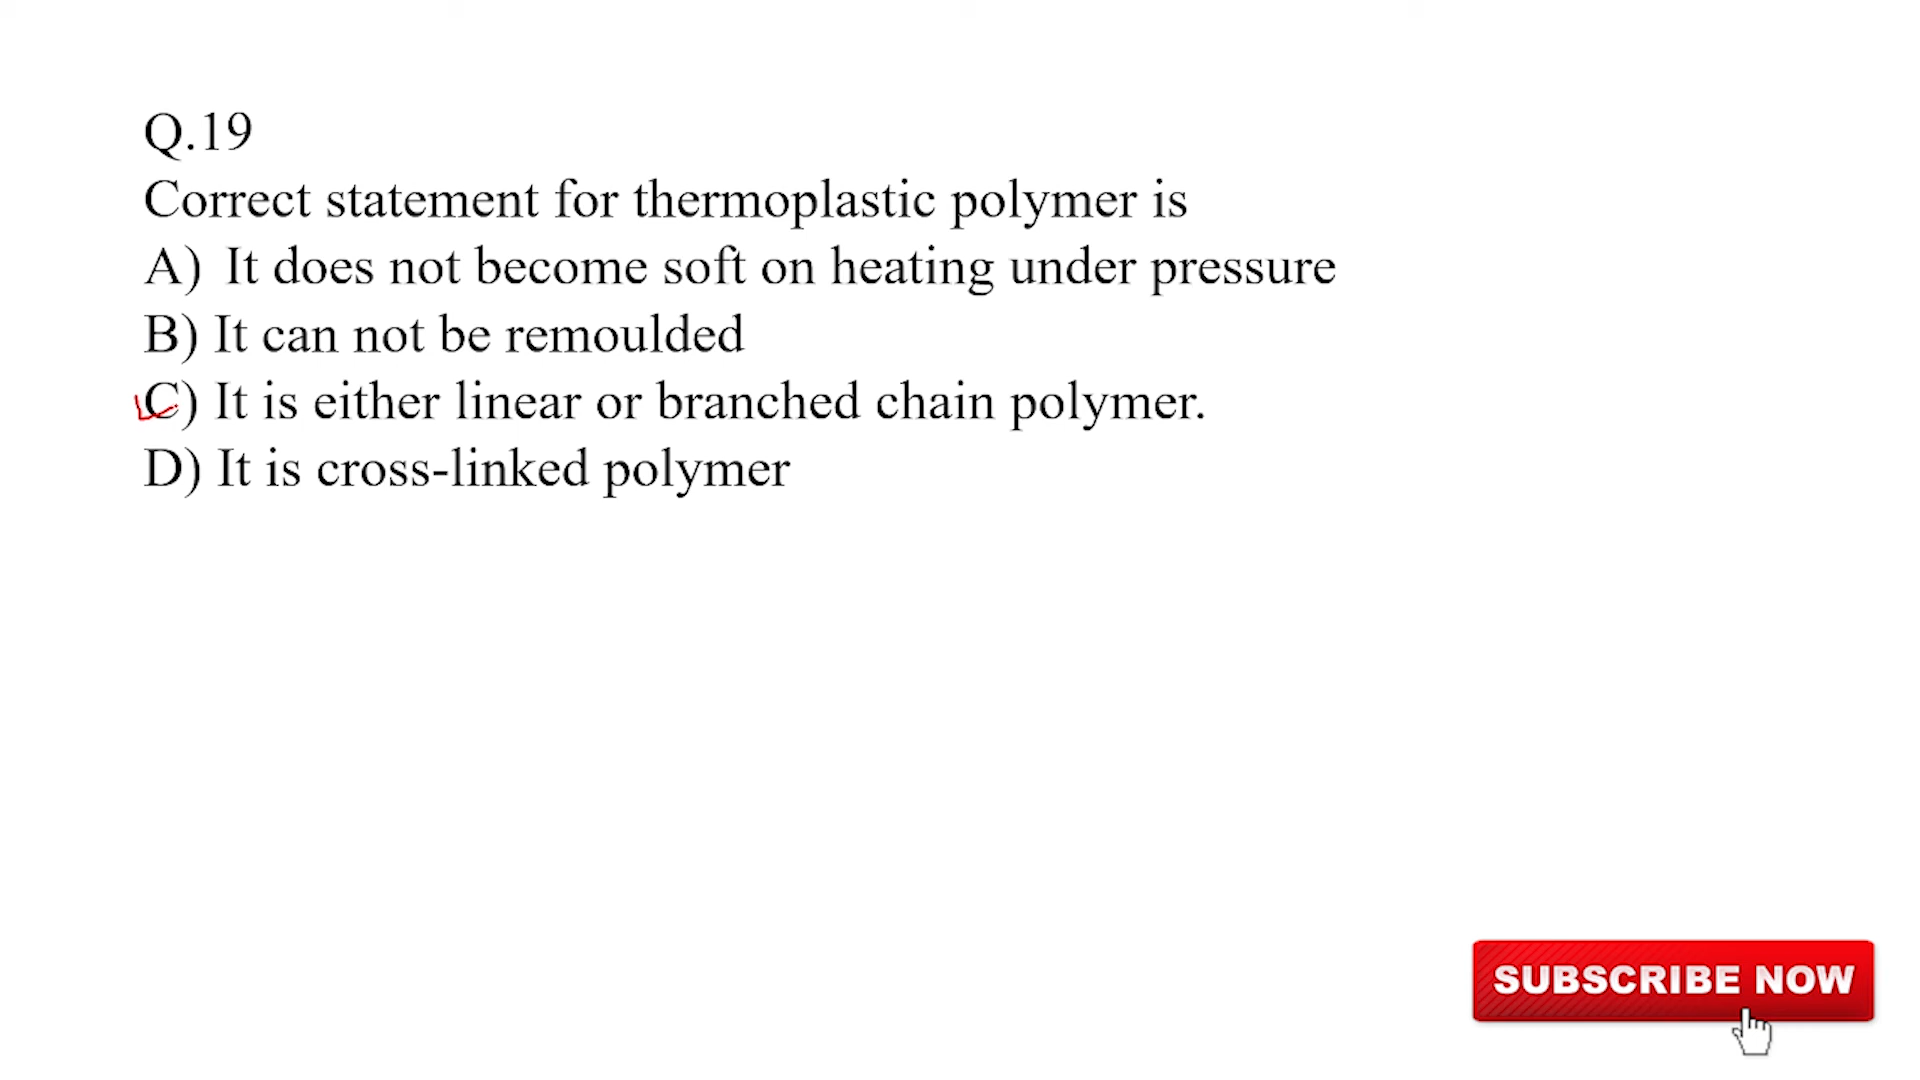 Q.19
Correct statement for thermoplastic polymer is
A) It does not become soft on heating under pressure
B) It can not be remoulded
C) It is either linear or branched chain polymer.
D) It is cross-linked polymer
SUBSCRIBE NOW